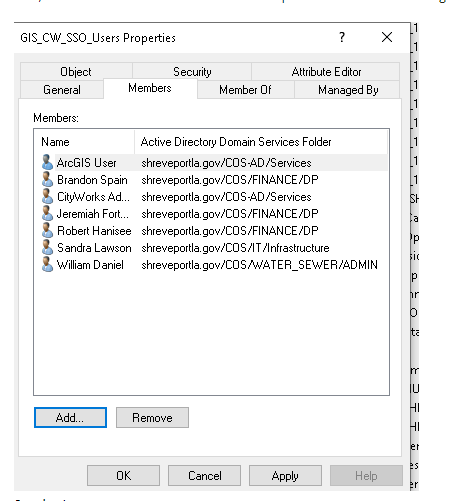 GIS_CW_SSO_Users Properties ? ×
Object Security Attribute Editor
General Members Member Of Managed By
Members:
Name Active Directory Domain Services Folder
ArcGIS User shreveportla.gov/COS-AD/Services
Brandon Spain shreveportla.gov/COS/FINANCE/DP
CityWorks Ad... shreveportla.gov/COS-AD/Services
Jeremiah Fort... shreveportla.gov/COS/FINANCE/DP
Robert Hanisee shreveportla.gov/COS/FINANCE/DP
Sandra Lawson shreveportla.gov/COS/IT/Infrastructure
William Daniel shreveportla.gov/COS/WATER_SEWER/ADMIN
Add... Remove
OK Cancel Apply Help